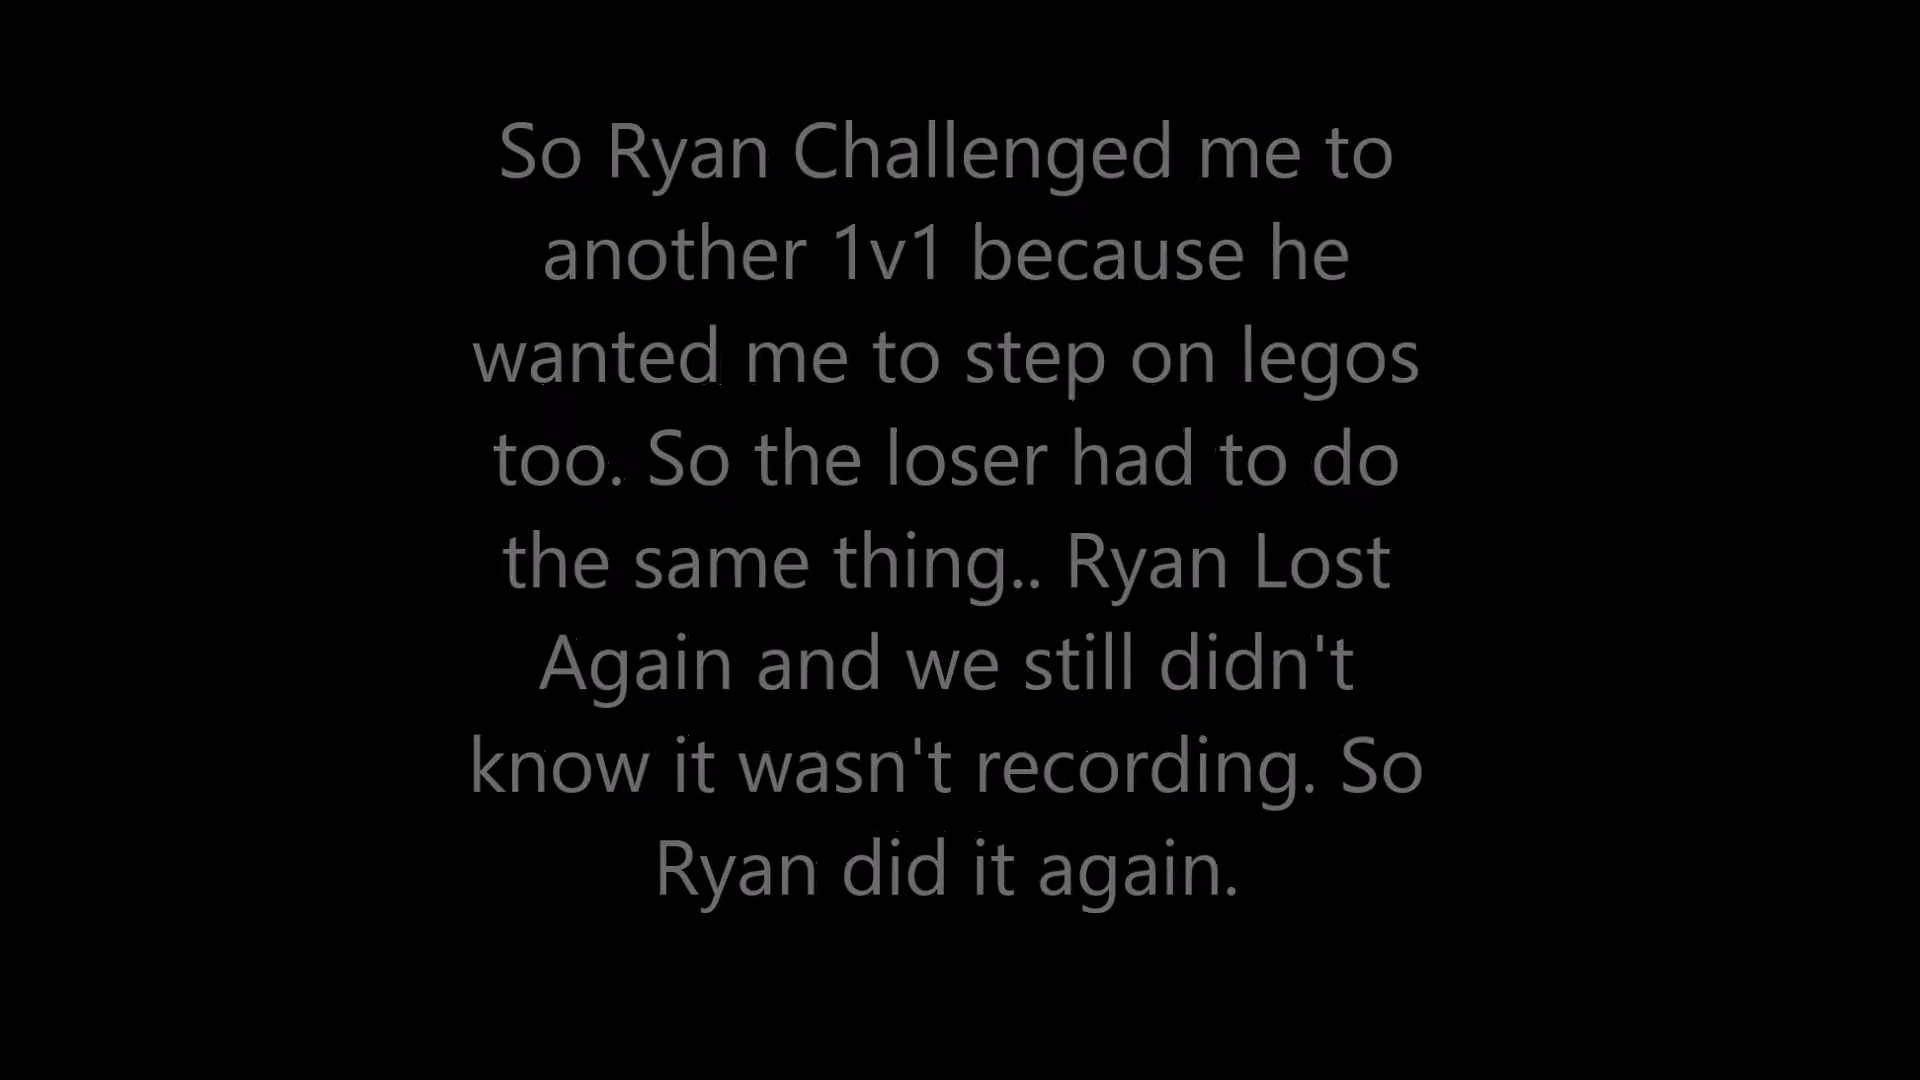 So Ryan Challenged me to
another 1v1 because he
wanted me to step on legos
too. So the loser had to do
the same thing.. Ryan Lost
Again and we still didn't
know it wasn't recording. So
Ryan did it again.